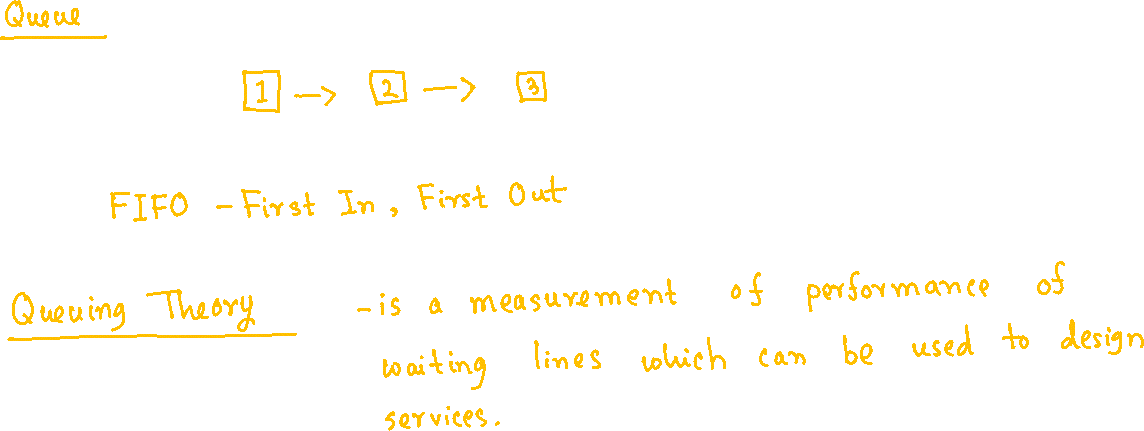 Queue
1 → 2 → 3
FIFO - First In, First Out
Queuing Theory - is a measurement of performance of
waiting lines which can be used to design
services.